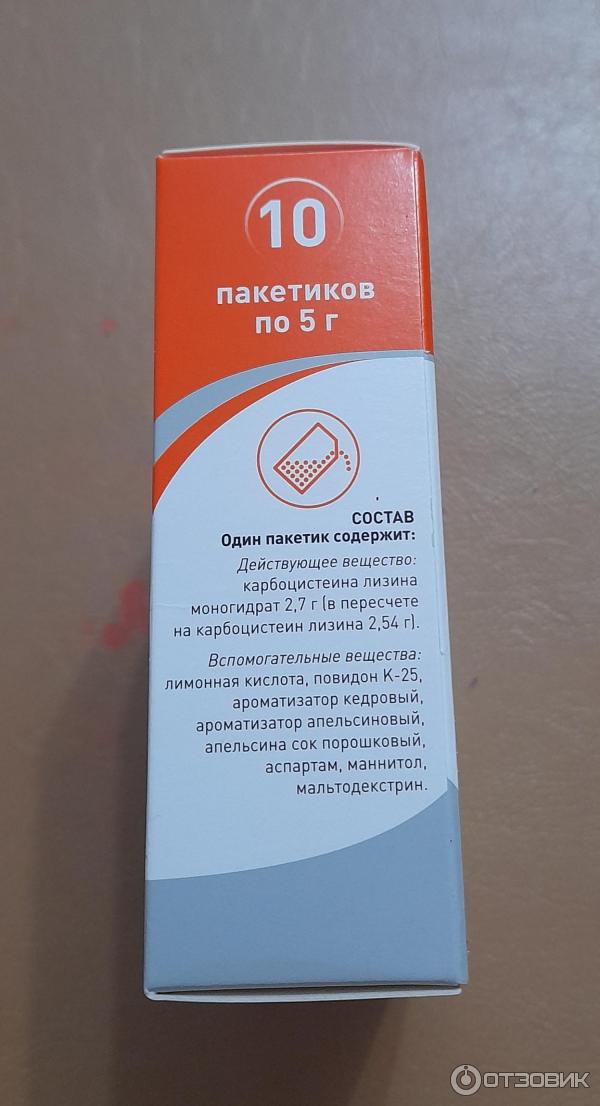 10
пакетиков
по 5 г
СОСТАВ
Один пакетик содержит:
Действующее вещество:
карбоцистеина лизина
моногидрат 2,7 г (в пересчете
на карбоцистеин лизина 2,54 г).
Вспомогательные вещества:
лимонная кислота, повидон К-25,
ароматизатор кедровый,
ароматизатор апельсиновый,
апельсина сок порошковый,
аспартам, маннитол,
мальтодекстрин.
ОТЗОВИК